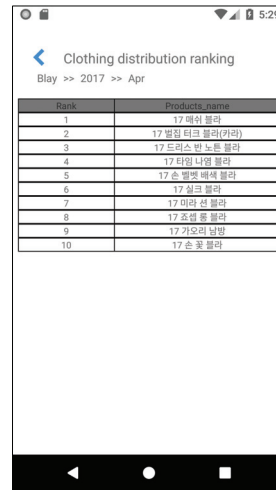 5:29
Clothing distribution ranking
Blay >> 2017 >> Apr
Rank Products_name
1 17 매쉬 블라
2 17 벌집 터크 블라(카라)
3 17 드리스 반 노튼 블라
4 17 타임 나염 블라
5 17 손 벨벳 배색 블라
6 17 실크 블라
7 17 미라 션 블라
8 17 죠셉 롱 블라
9 17 가오리 남방
10 17 손 꽃 블라